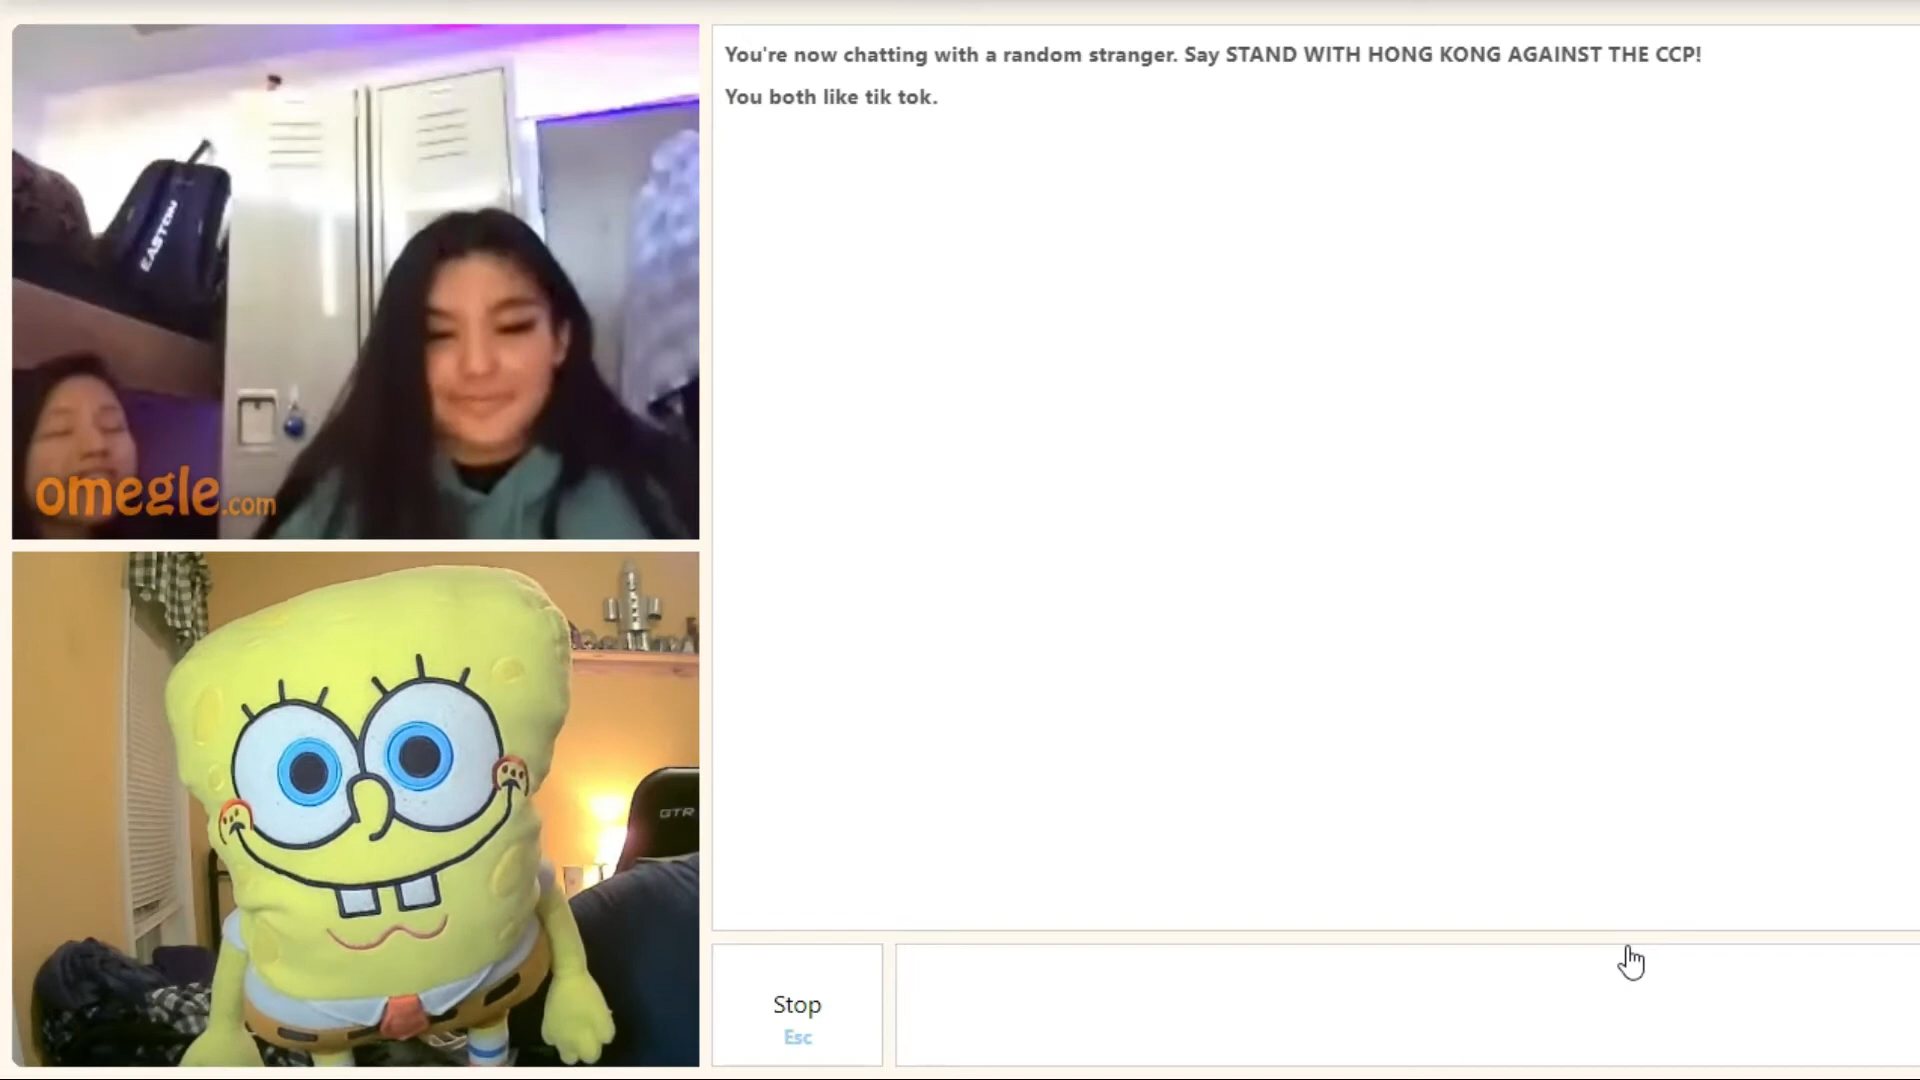 You're now chatting with a random stranger. Say STAND WITH HONG KONG AGAINST THE CCP!
You both like tik tok.
EASTON
omegle.com
GTR
Stop
Esc